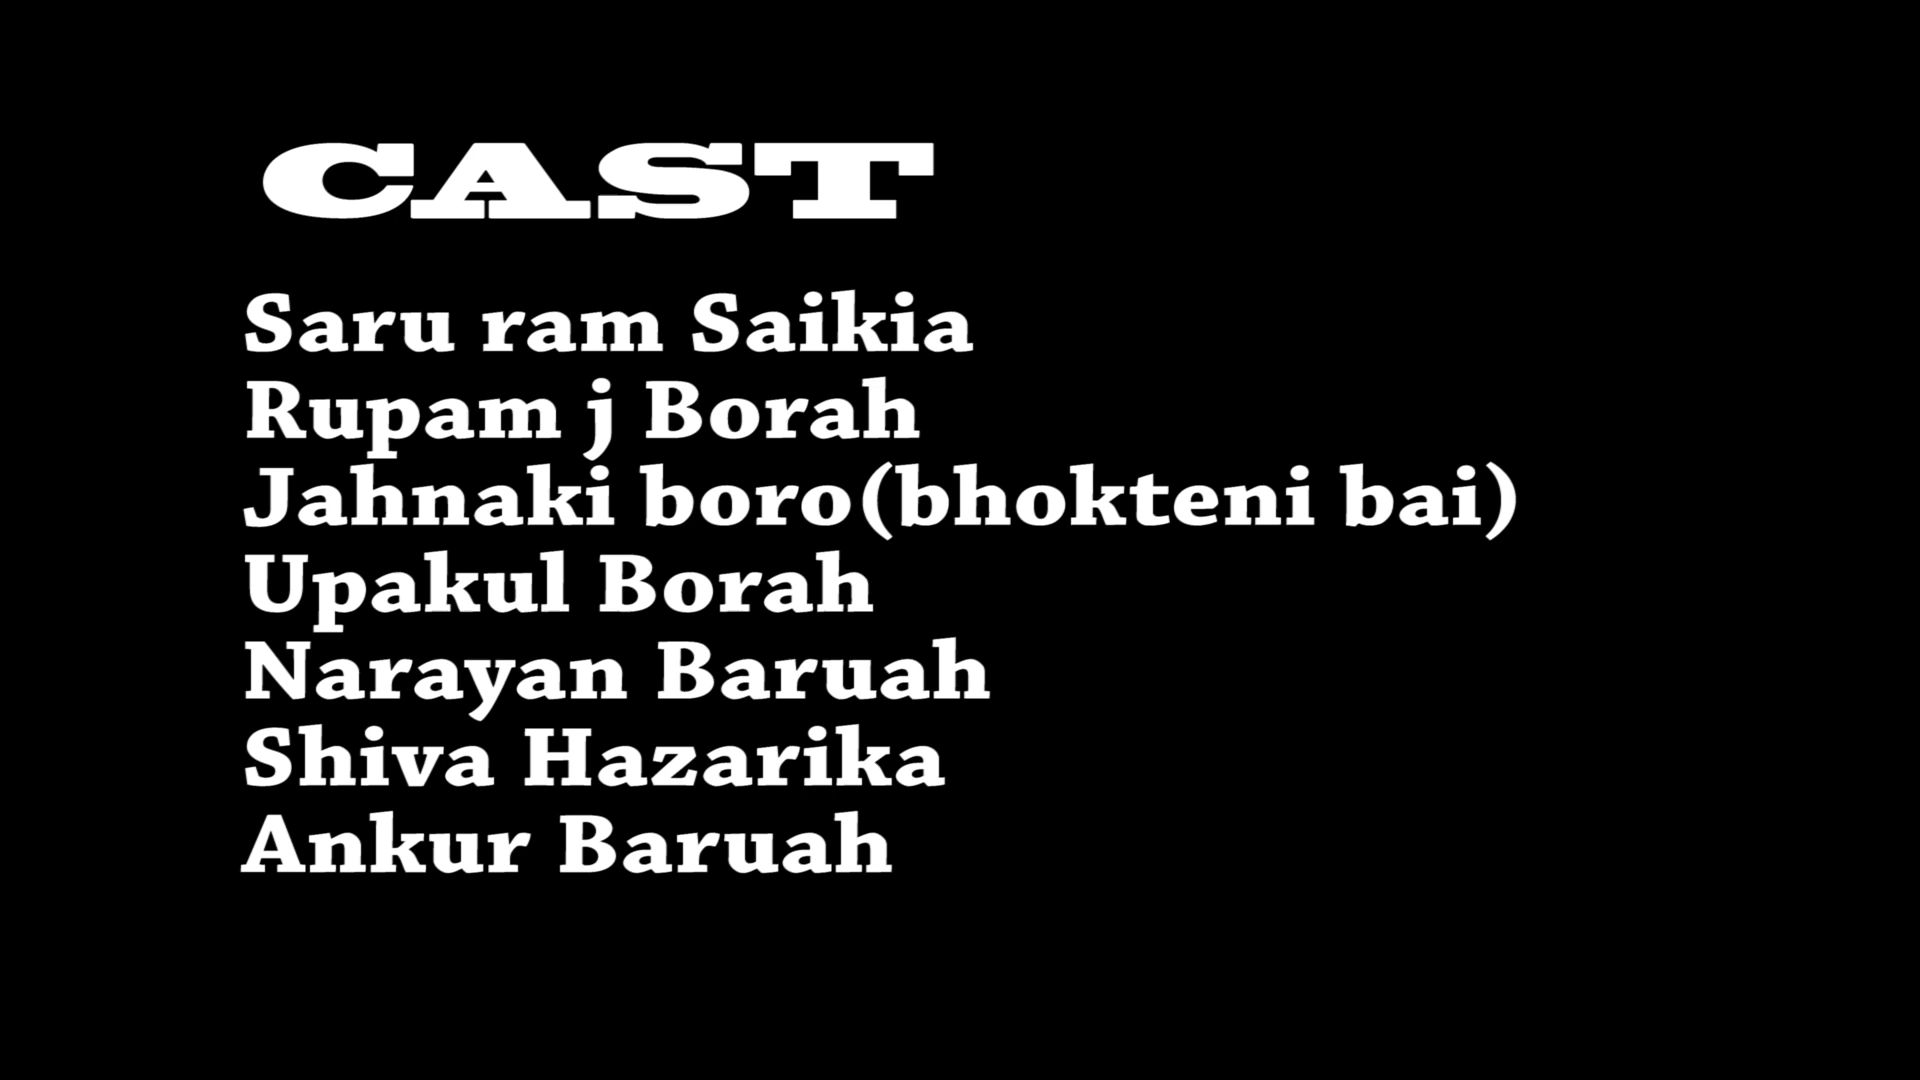 CAST
Saru ram Saikia
Rupam j Borah
Jahnaki boro(bhokteni bai)
Upakul Borah
Narayan Baruah
Shiva Hazarika
Ankur Baruah